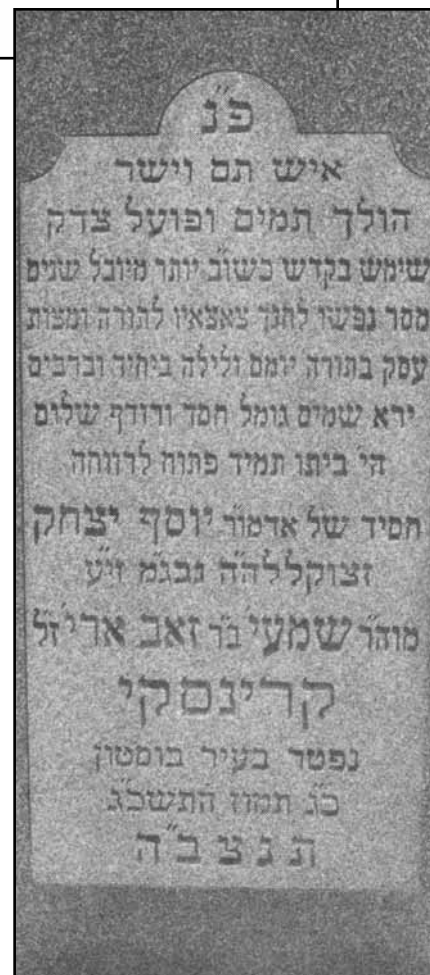 פ"נ
איש תם וישר
הולך תמים ופועל צדק
שימש בקדש כשו"ב יותר מיובל שנים
מסר נפשו לחנך צאצאיו לתורה ומצות
עסק בתורה יומם ולילה ביחיד וברבים
ירא שמים גומל חסד ורודף שלום
הי' ביתו תמיד פתוח לרווחה
חסיד של אדמו"ר יוסף יצחק
זצוקללה"ה נבג"מ זי"ע
מוה"ר שמעי' ב"ר זאב ארי' ז"ל
קרינסקי
נפטר בעיר בוסטון
כ"ג תמוז התשכ"ג
ת נ צ ב"ה